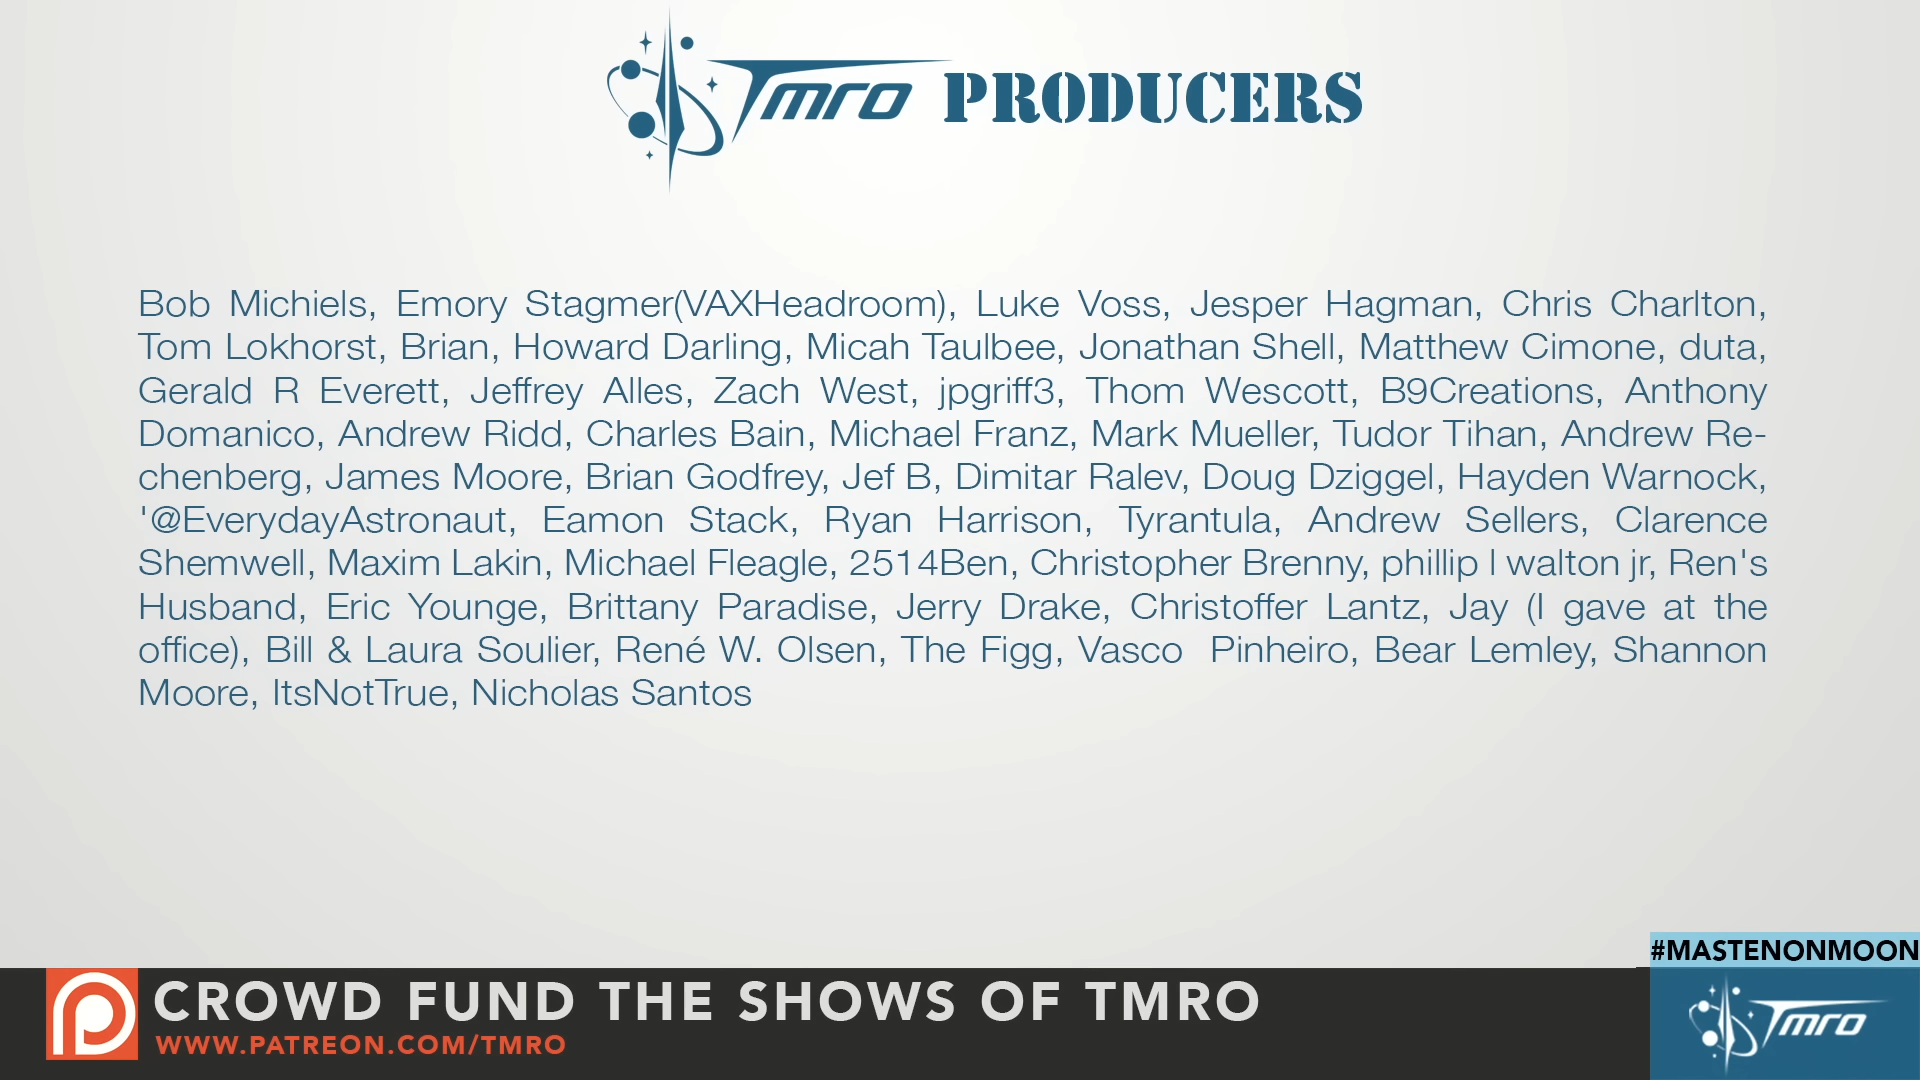 Tmro PRODUCERS
Bob Michiels, Emory Stagmer(VAXHeadroom), Luke Voss, Jesper Hagman, Chris Charlton,
Tom Lokhorst, Brian, Howard Darling, Micah Taulbee, Jonathan Shell, Matthew Cimone, duta,
Gerald R Everett, Jeffrey Alles, Zach West, jpgriff3, Thom Wescott, B9Creations, Anthony
Domanico, Andrew Ridd, Charles Bain, Michael Franz, Mark Mueller, Tudor Tihan, Andrew Re-
chenberg, James Moore, Brian Godfrey, Jef B, Dimitar Ralev, Doug Dziggel, Hayden Warnock,
'@EverydayAstronaut, Eamon Stack, Ryan Harrison, Tyrantula, Andrew Sellers, Clarence
Shemwell, Maxim Lakin, Michael Fleagle, 2514Ben, Christopher Brenny, phillip l walton jr, Ren's
Husband, Eric Younge, Brittany Paradise, Jerry Drake, Christoffer Lantz, Jay (I gave at the
office), Bill & Laura Soulier, René W. Olsen, The Figg, Vasco  Pinheiro, Bear Lemley, Shannon
Moore, ItsNotTrue, Nicholas Santos
#MASTENONMOON
CROWD FUND THE SHOWS OF TMRO
WWW.PATREON.COM/TMRO
Tmro